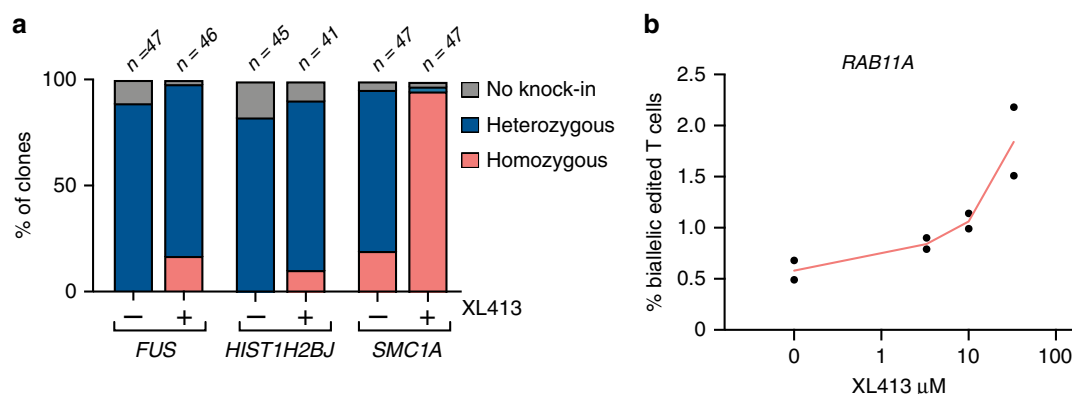 a
n =47
n = 46
n = 45
n = 41
n = 47
n = 47
100
50
0
% of clones
No knock-in
Heterozygous
Homozygous
– + – + – + XL413
FUS HIST1H2BJ SMC1A
b
RAB11A
2.5
2.0
1.5
1.0
0.5
0
% biallelic edited T cells
0 1 10 100
XL413 μM